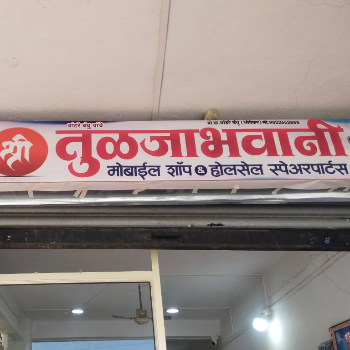 श्री
तुळजाभवानी
मोबाईल शॉप & होलसेल स्पेअरपार्टस